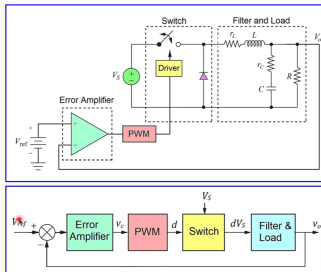 Switch
Filter and Load
r_L
L
V_o
V_S
Driver
r_C
C
R
Error Amplifier
V_ref
PWM
V_S
V_ref
Error Amplifier
v_c
PWM
d
Switch
dV_S
Filter & Load
v_o